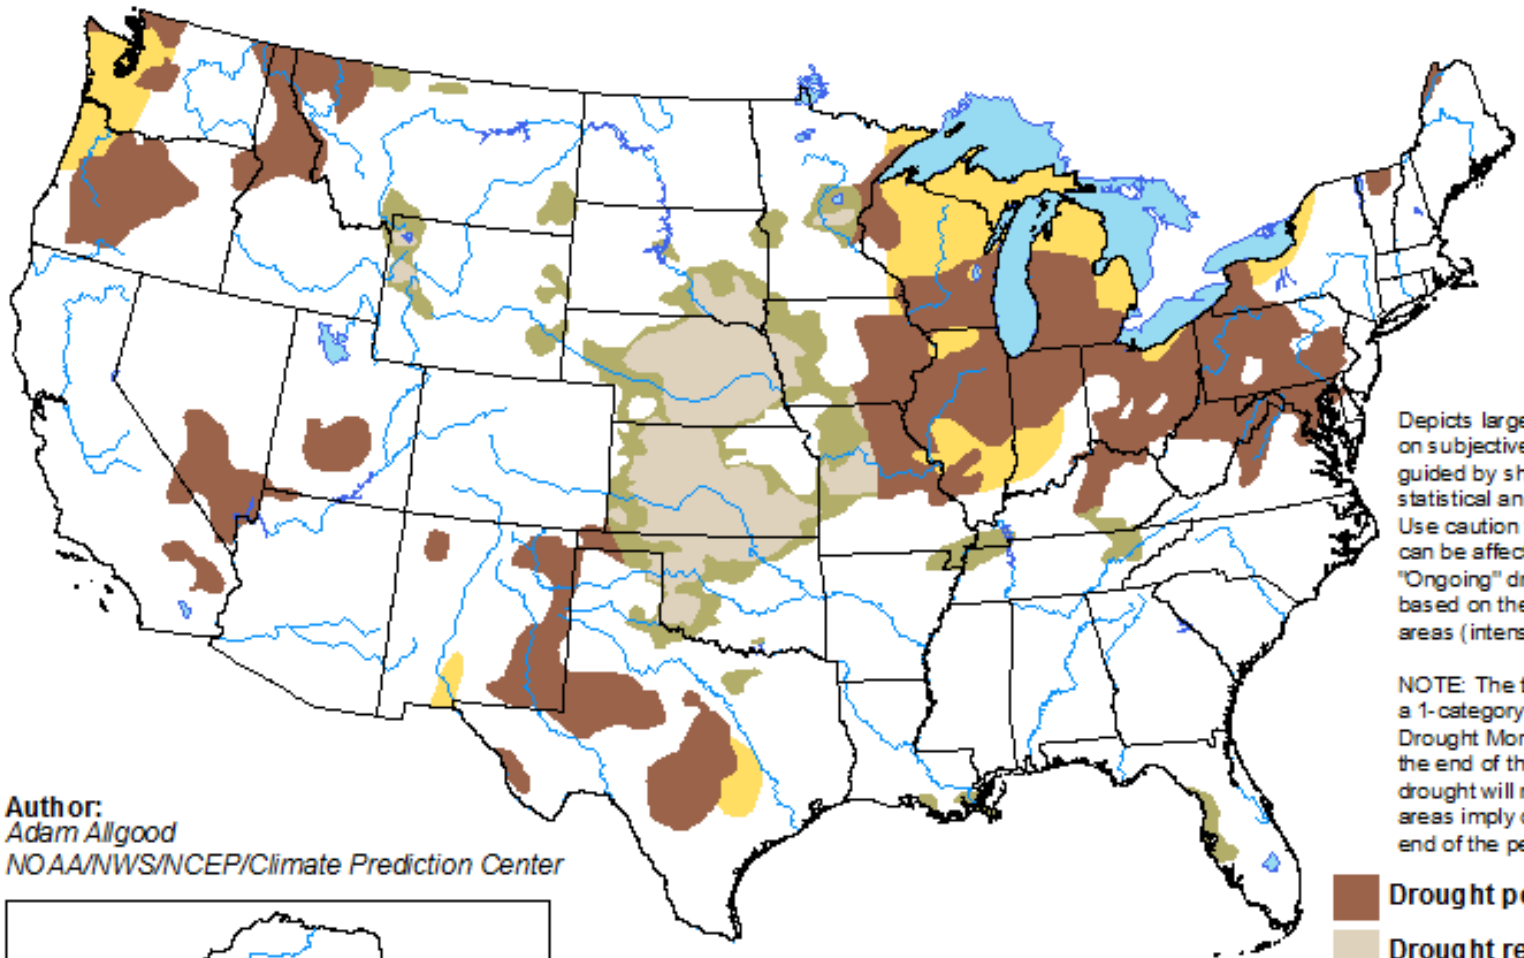 Depicts large
on subjective
guided by sh
statistical an
Use caution
can be affect
"Ongoing" dr
based on the
areas (intens
NOTE: The t
a 1-category
Drought Mon
the end of th
drought will r
areas imply d
end of the pe
Author:
Adam Allgood
NOAA/NWS/NCEP/Climate Prediction Center
Drought pe
Drought re